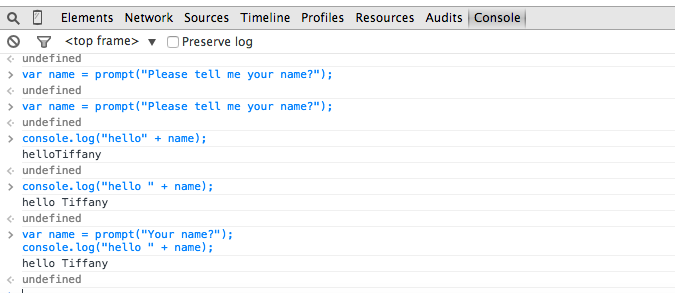 Elements Network Sources Timeline Profiles Resources Audits Console
<top frame> ▼ Preserve log
undefined
var name = prompt("Please tell me your name?");
undefined
var name = prompt("Please tell me your name?");
undefined
console.log("hello" + name);
helloTiffany
undefined
console.log("hello " + name);
hello Tiffany
undefined
var name = prompt("Your name?");
console.log("hello " + name);
hello Tiffany
undefined